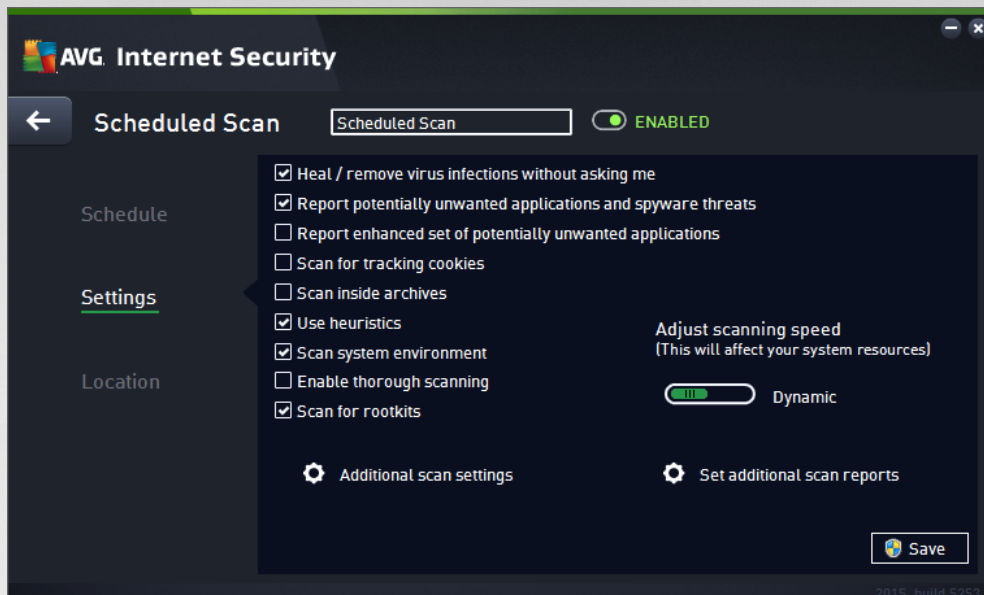 AVG. Internet Security
Scheduled Scan
Scheduled Scan
ENABLED
Schedule
Settings
Location
Heal / remove virus infections without asking me
Report potentially unwanted applications and spyware threats
Report enhanced set of potentially unwanted applications
Scan for tracking cookies
Scan inside archives
Use heuristics
Scan system environment
Enable thorough scanning
Scan for rootkits
Adjust scanning speed
(This will affect your system resources)
Dynamic
Additional scan settings
Set additional scan reports
Save
2015, build 5253